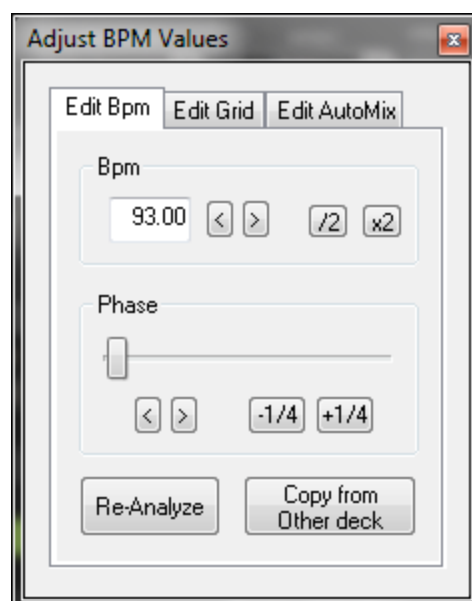 Adjust BPM Values
Edit Bpm Edit Grid Edit AutoMix
Bpm
93.00 < > /2 x2
Phase
< > -1/4 +1/4
Re-Analyze Copy from
Other deck